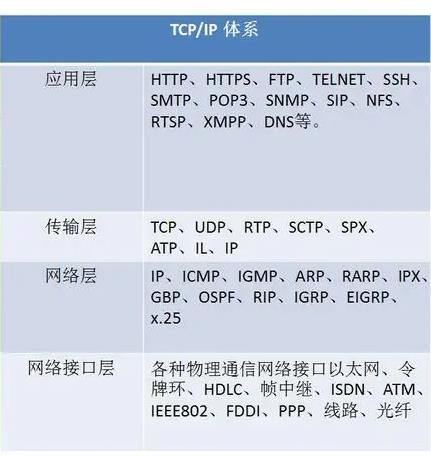 TCP/IP 体系
应用层
HTTP、HTTPS、FTP、TELNET、SSH、
SMTP、POP3、SNMP、SIP、NFS、
RTSP、XMPP、DNS等。
传输层
TCP、UDP、RTP、SCTP、SPX、
ATP、IL、IP
网络层
IP、ICMP、IGMP、ARP、RARP、IPX、
GBP、OSPF、RIP、IGRP、EIGRP、
x.25
网络接口层
各种物理通信网络接口以太网、令
牌环、HDLC、帧中继、ISDN、ATM、
IEEE802、FDDI、PPP、线路、光纤